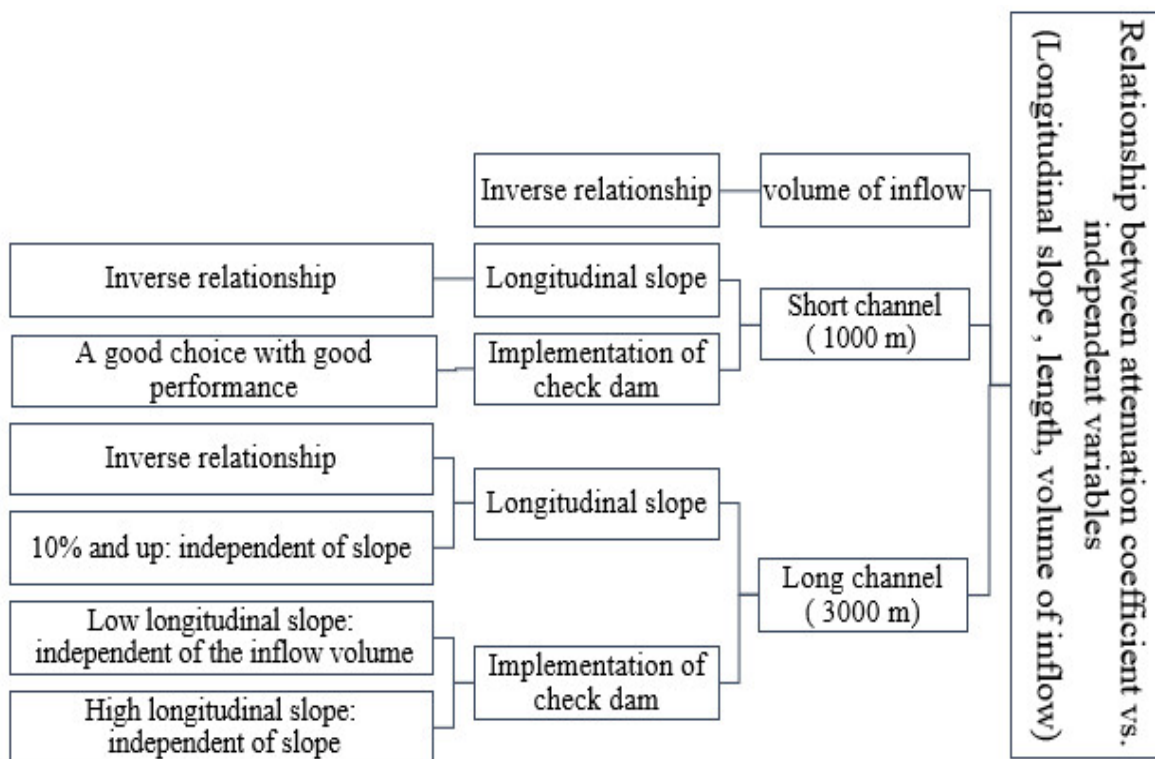 Relationship between attenuation coefficient vs.
independent variables
(Longitudinal slope , length, volume of inflow)
volume of inflow
Inverse relationship
Short channel
( 1000 m)
Longitudinal slope
Inverse relationship
Implementation of
check dam
A good choice with good
performance
Long channel
( 3000 m)
Longitudinal slope
Inverse relationship
10% and up: independent of slope
Implementation of
check dam
Low longitudinal slope:
independent of the inflow volume
High longitudinal slope:
independent of slope